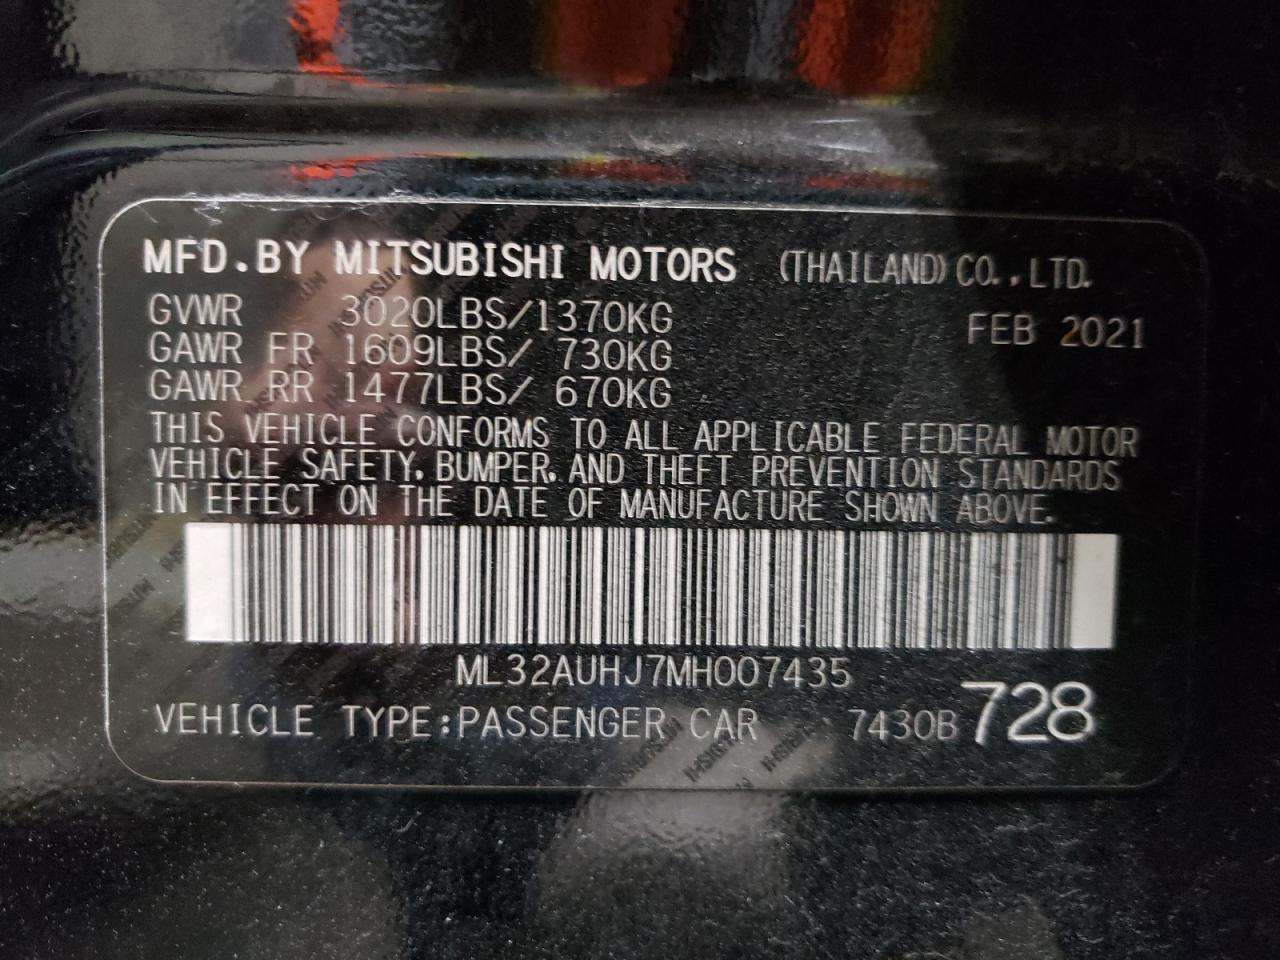 MFD.BY MITSUBISHI MOTORS (THAILAND)CO.,LTD.
GVWR 3020LBS/1370KG FEB 2021
GAWR FR 1609LBS/ 730KG
GAWR RR 1477LBS/ 670KG
THIS VEHICLE CONFORMS TO ALL APPLICABLE FEDERAL MOTOR
VEHICLE SAFETY, BUMPER, AND THEFT PREVENTION STANDARDS
IN EFFECT ON THE DATE OF MANUFACTURE SHOWN ABOVE.
ML32AUHJ7MH007435
VEHICLE TYPE:PASSENGER CAR 7430B 728